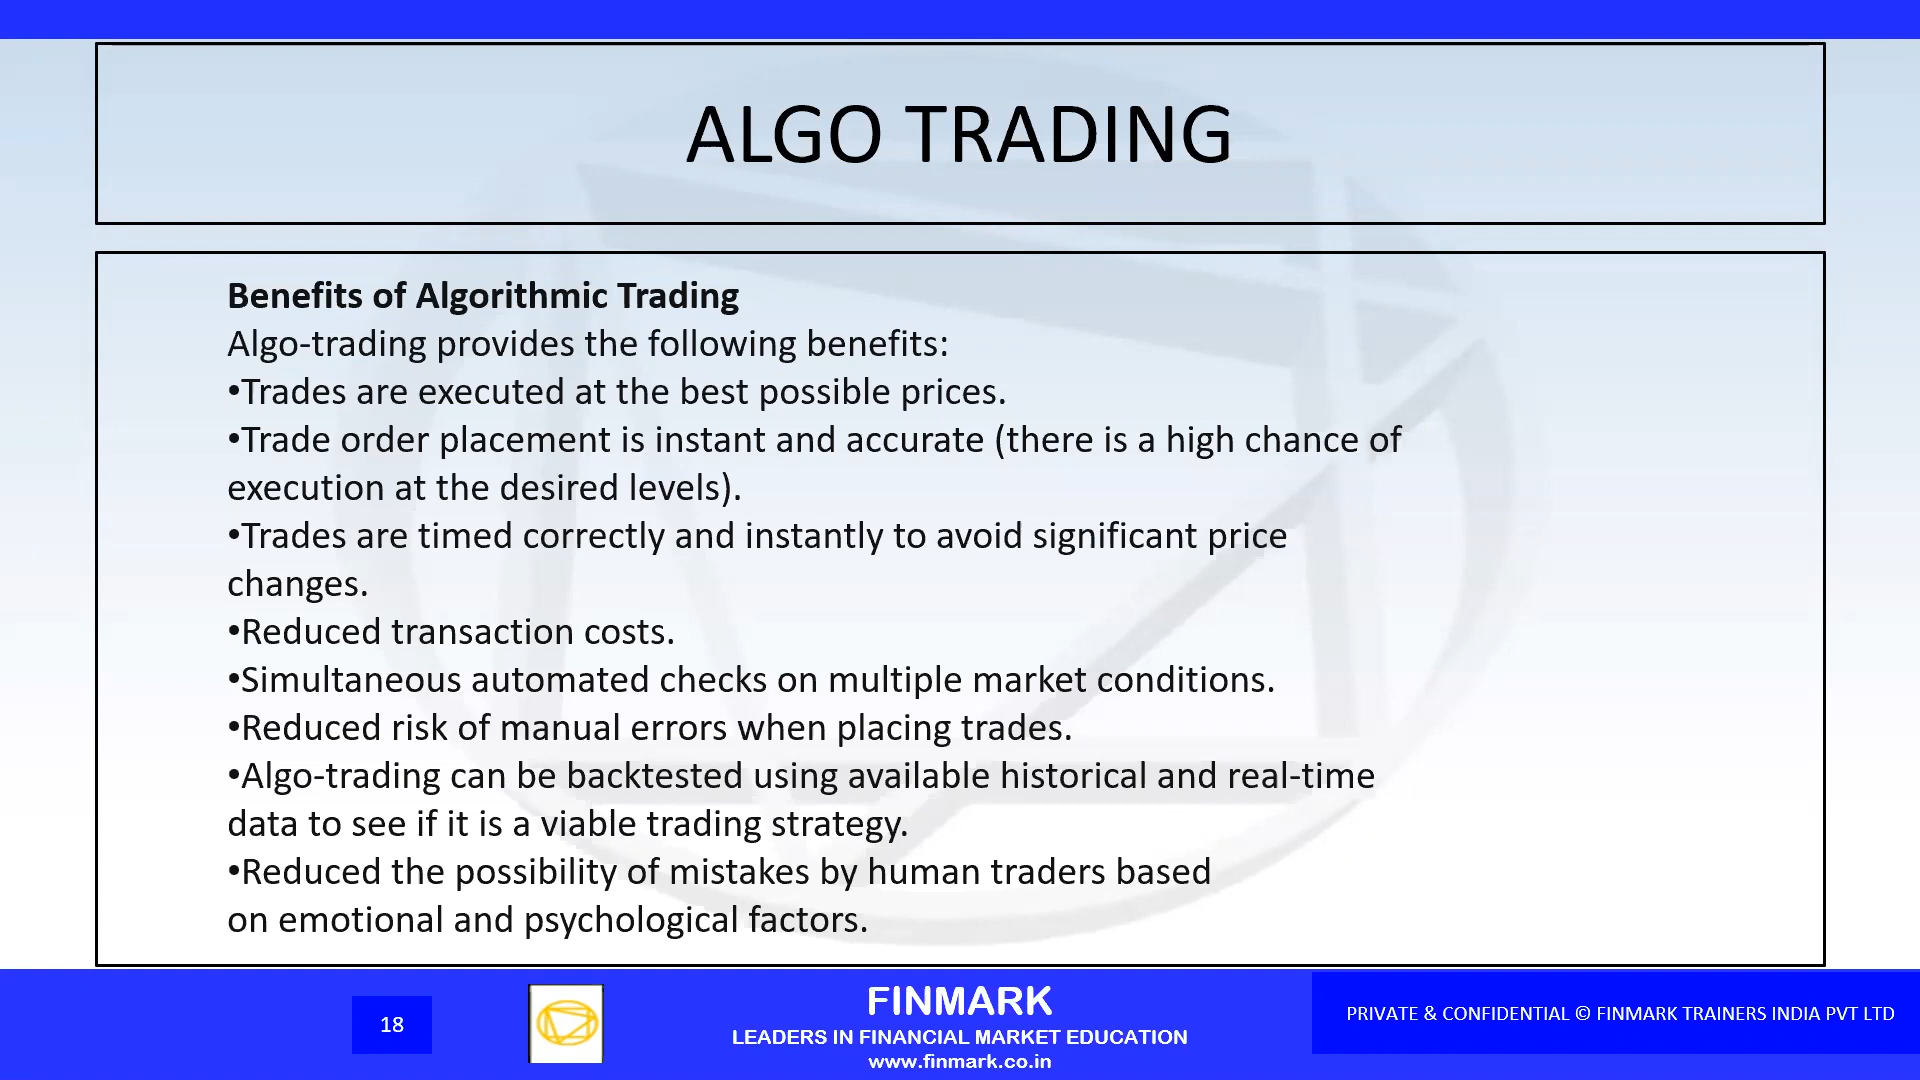 ALGO TRADING
Benefits of Algorithmic Trading
Algo-trading provides the following benefits:
•Trades are executed at the best possible prices.
•Trade order placement is instant and accurate (there is a high chance of
execution at the desired levels).
•Trades are timed correctly and instantly to avoid significant price
changes.
•Reduced transaction costs.
•Simultaneous automated checks on multiple market conditions.
•Reduced risk of manual errors when placing trades.
•Algo-trading can be backtested using available historical and real-time
data to see if it is a viable trading strategy.
•Reduced the possibility of mistakes by human traders based
on emotional and psychological factors.
18
FINMARK
LEADERS IN FINANCIAL MARKET EDUCATION
www.finmark.co.in
PRIVATE & CONFIDENTIAL © FINMARK TRAINERS INDIA PVT LTD